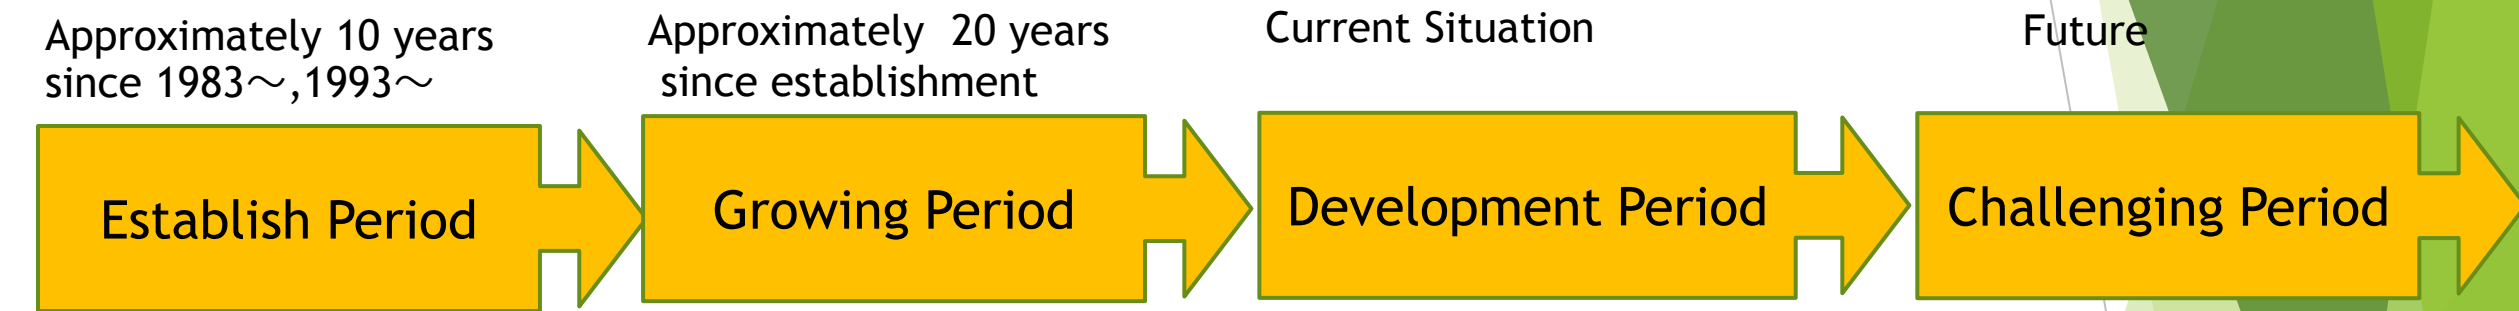 Approximately 10 years
since 1983～,1993～
Approximately  20 years
since establishment
Current Situation
Future
Establish Period
Growing Period
Development Period
Challenging Period